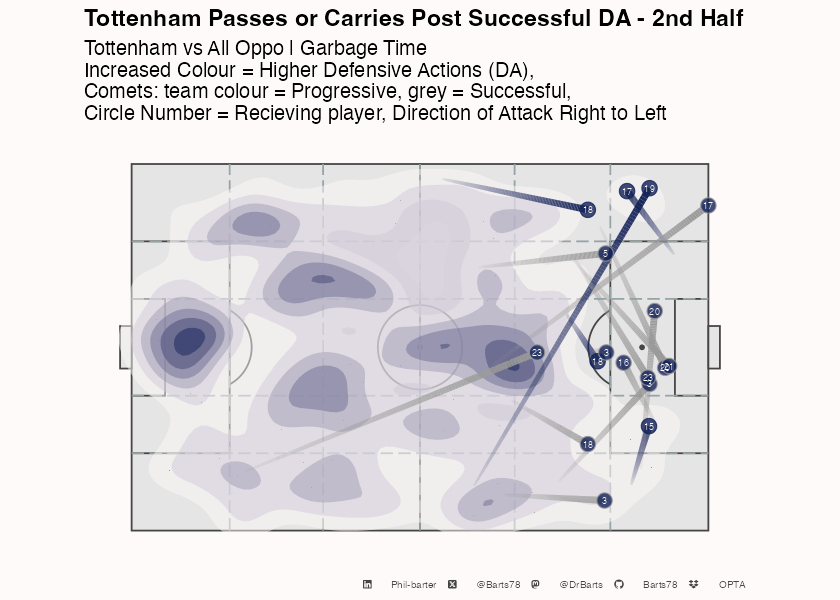 Tottenham Passes or Carries Post Successful DA - 2nd Half
Tottenham vs All Oppo | Garbage Time
Increased Colour = Higher Defensive Actions (DA),
Comets: team colour = Progressive, grey = Successful,
Circle Number = Recieving player, Direction of Attack Right to Left
17 19
17
18
5
20
23 3
18 16
23
3
15
18
3
Phil-barter @Barts78 @DrBarts Barts78 OPTA